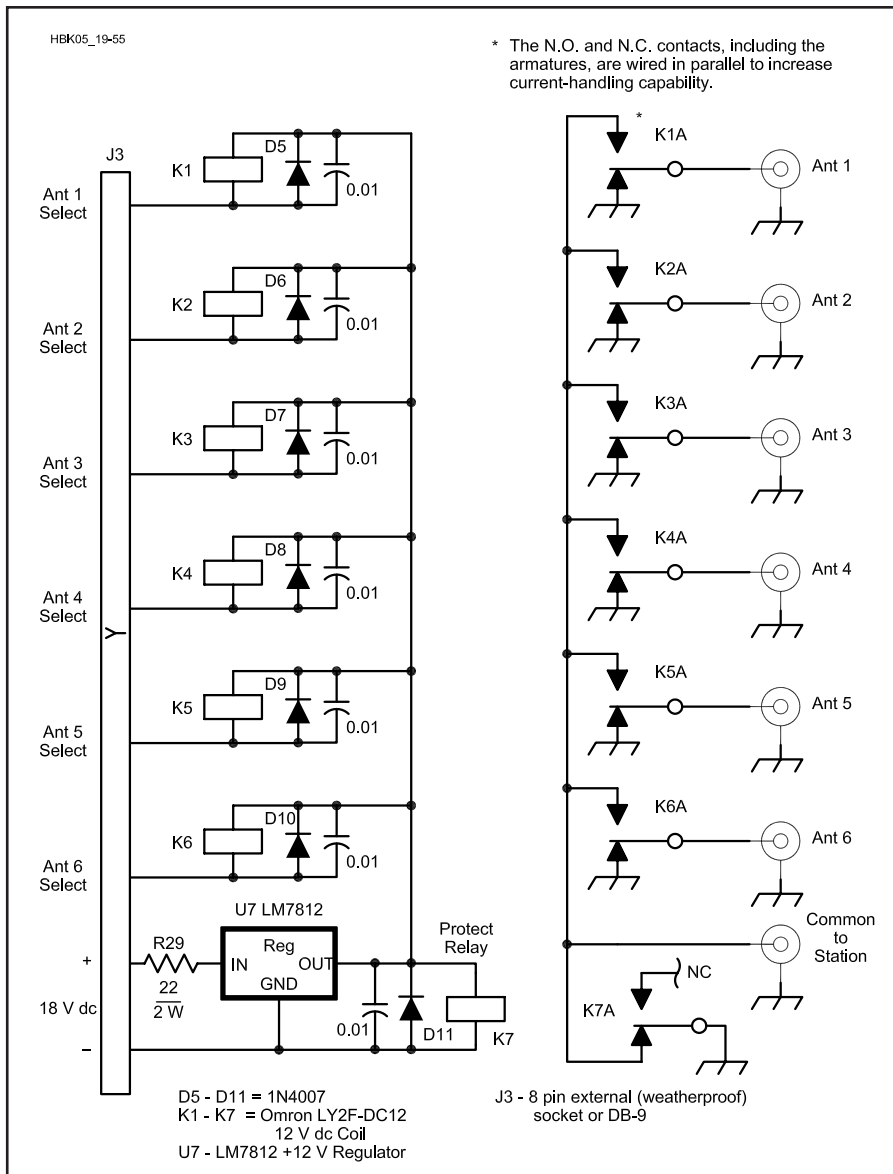 HBK05_19-55
* The N.O. and N.C. contacts, including the
armatures, are wired in parallel to increase
current-handling capability.
J3
Ant 1
Select
K1
D5
0.01
Ant 2
Select
K2
D6
0.01
Ant 3
Select
K3
D7
0.01
Ant 4
Select
K4
D8
0.01
Y
Ant 5
Select
K5
D9
0.01
Ant 6
Select
K6
D10
0.01
U7 LM7812
Reg
IN
OUT
GND
+
R29
22
2 W
18 V dc
–
0.01
D11
Protect
Relay
K7
*
K1A
Ant 1
K2A
Ant 2
K3A
Ant 3
K4A
Ant 4
K5A
Ant 5
K6A
Ant 6
Common
to
Station
NC
K7A
D5 - D11 = 1N4007
K1 - K7 = Omron LY2F-DC12
12 V dc Coil
U7 - LM7812 +12 V Regulator
J3 - 8 pin external (weatherproof)
socket or DB-9